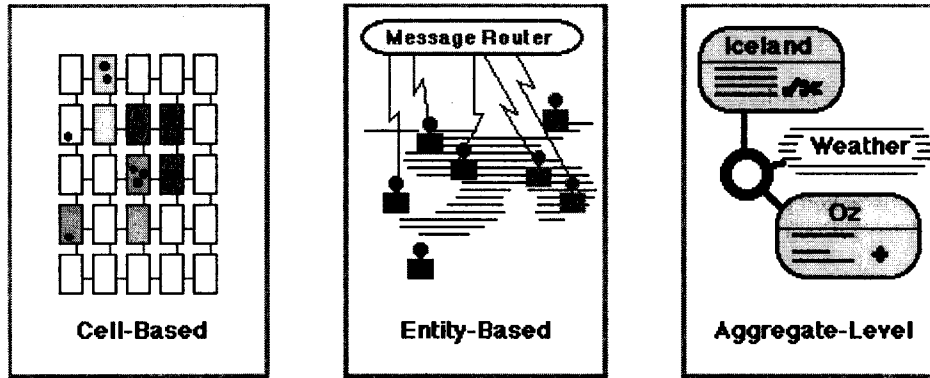 Cell-Based
Message Router
Entity-Based
Iceland
Weather
Oz
Aggregate-Level